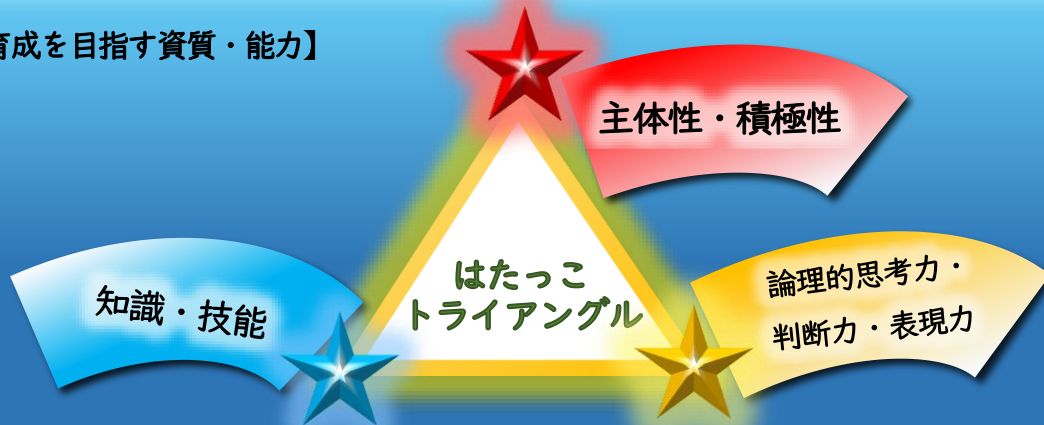 育成を目指す資質・能力】
主体性・積極性
はたっこ
トライアングル
知識・技能
論理的思考力・
判断力・表現力